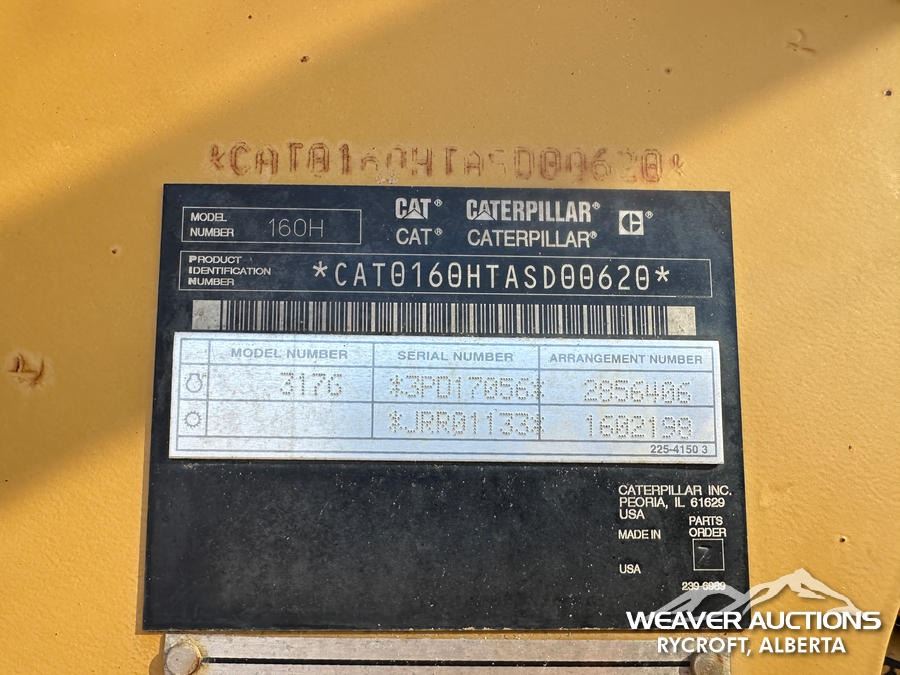 *CAT0160HTASD00620*
CAT® CATERPILLAR®
MODEL NUMBER 160H
CAT® CATERPILLAR®
PRODUCT IDENTIFICATION NUMBER *CAT0160HTASD00620*
MODEL NUMBER SERIAL NUMBER ARRANGEMENT NUMBER
3176 *3PD17056* 2856406
*JRR01133* 1602198
225-4150 3
CATERPILLAR INC.
PEORIA, IL 61629
USA
PARTS ORDER
MADE IN
Z
USA
239 6989
WEAVER AUCTIONS
RYCROFT, ALBERTA